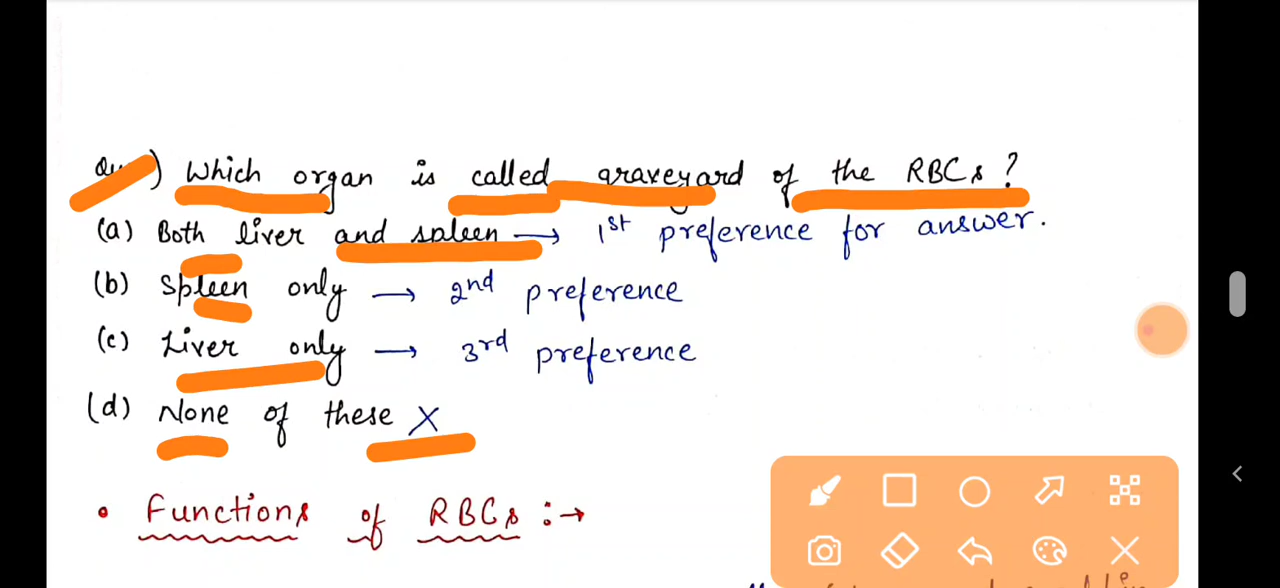 ) Which organ is called graveyard of the RBCs?
(a) Both liver and spleen → 1st preference for answer.
(b) Spleen only → 2nd preference
(c) Liver only → 3rd preference
(d) None of these X
• Functions of RBCs :→